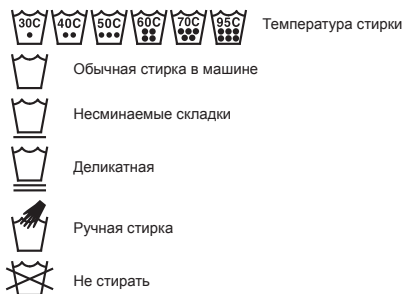 30C 40C 50C 60C 70C 95C Температура стирки
Обычная стирка в машине
Несминаемые складки
Деликатная
Ручная стирка
Не стирать